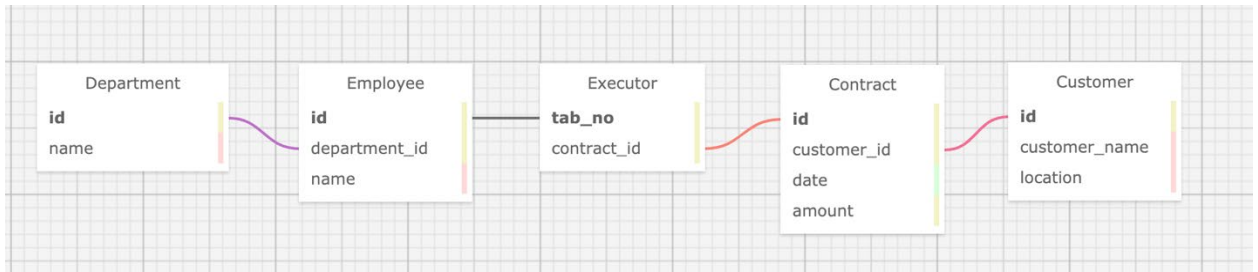 Department
id
name
Employee
id
department_id
name
Executor
tab_no
contract_id
Contract
id
customer_id
date
amount
Customer
id
customer_name
location